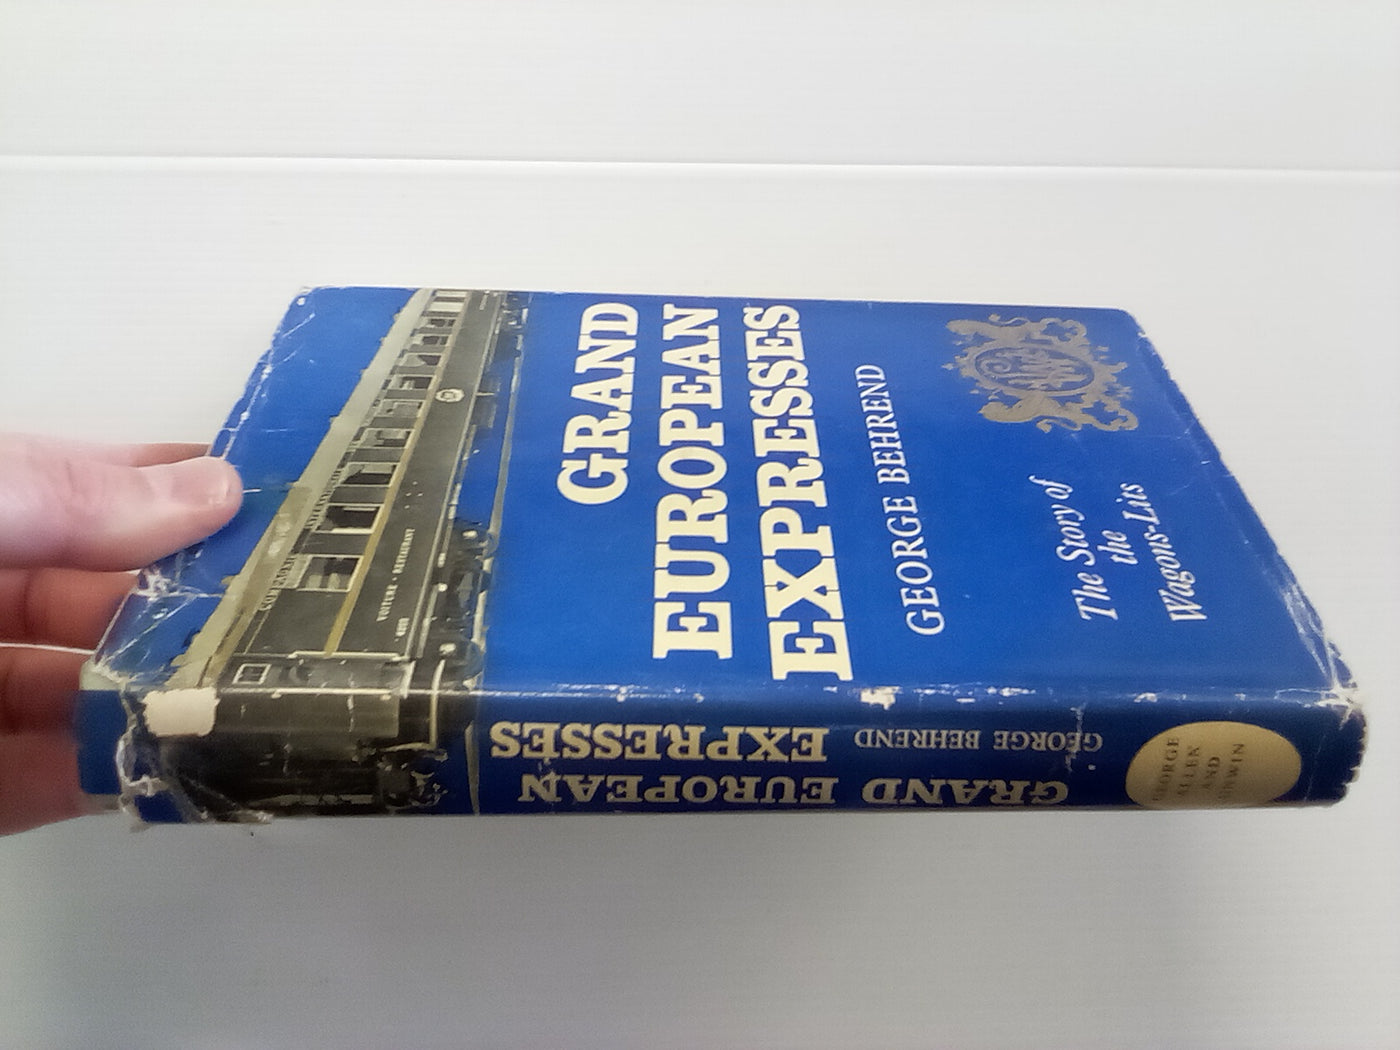 GRAND
EUROPEAN
EXPRESSES
GEORGE BEHREND
The Story of
the
Wagons-Lits
VOITURE - RESTAURANT
GRAND EUROPEAN
EXPRESSES
GEORGE BEHREND
GEORGE
ALLEN
AND
UNWIN